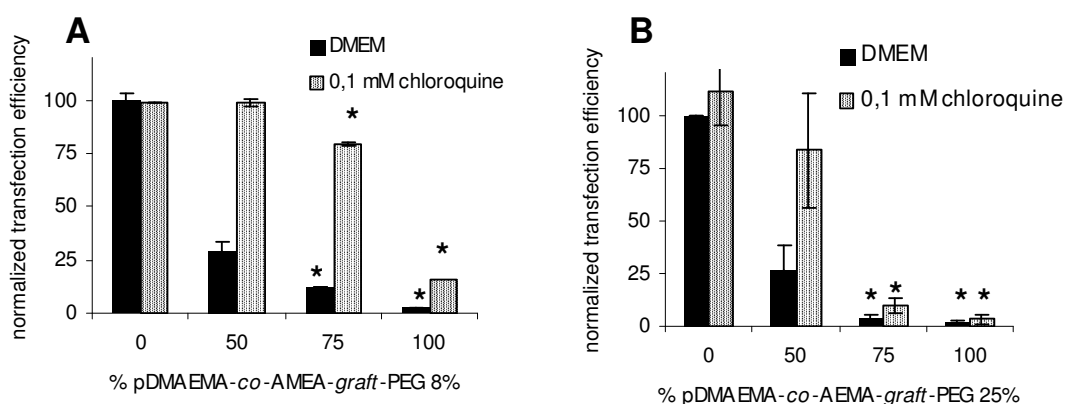 A
DMEM
0,1 mM chloroquine
normalized transfection efficiency
100
75
50
25
0
*
*
*
*
0 50 75 100
% pDMAEMA-co-AMEA-graft-PEG 8%
B
DMEM
0,1 mM chloroquine
normalized transfection efficiency
100
75
50
25
0
* * * *
0 50 75 100
% pDMAEMA-co-AEMA-graft-PEG 25%